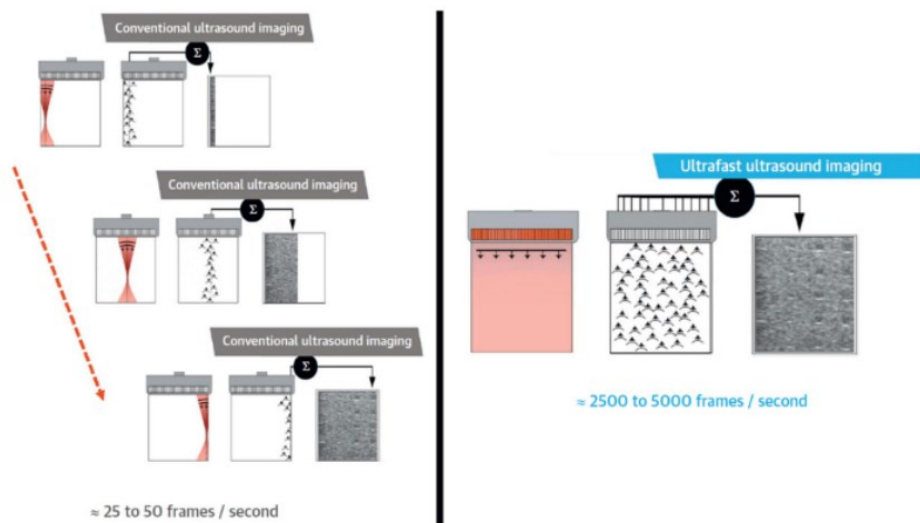 Conventional ultrasound imaging
Σ
Conventional ultrasound imaging
Σ
Conventional ultrasound imaging
Σ
≈ 25 to 50 frames / second
Ultrafast ultrasound imaging
Σ
≈ 2500 to 5000 frames / second